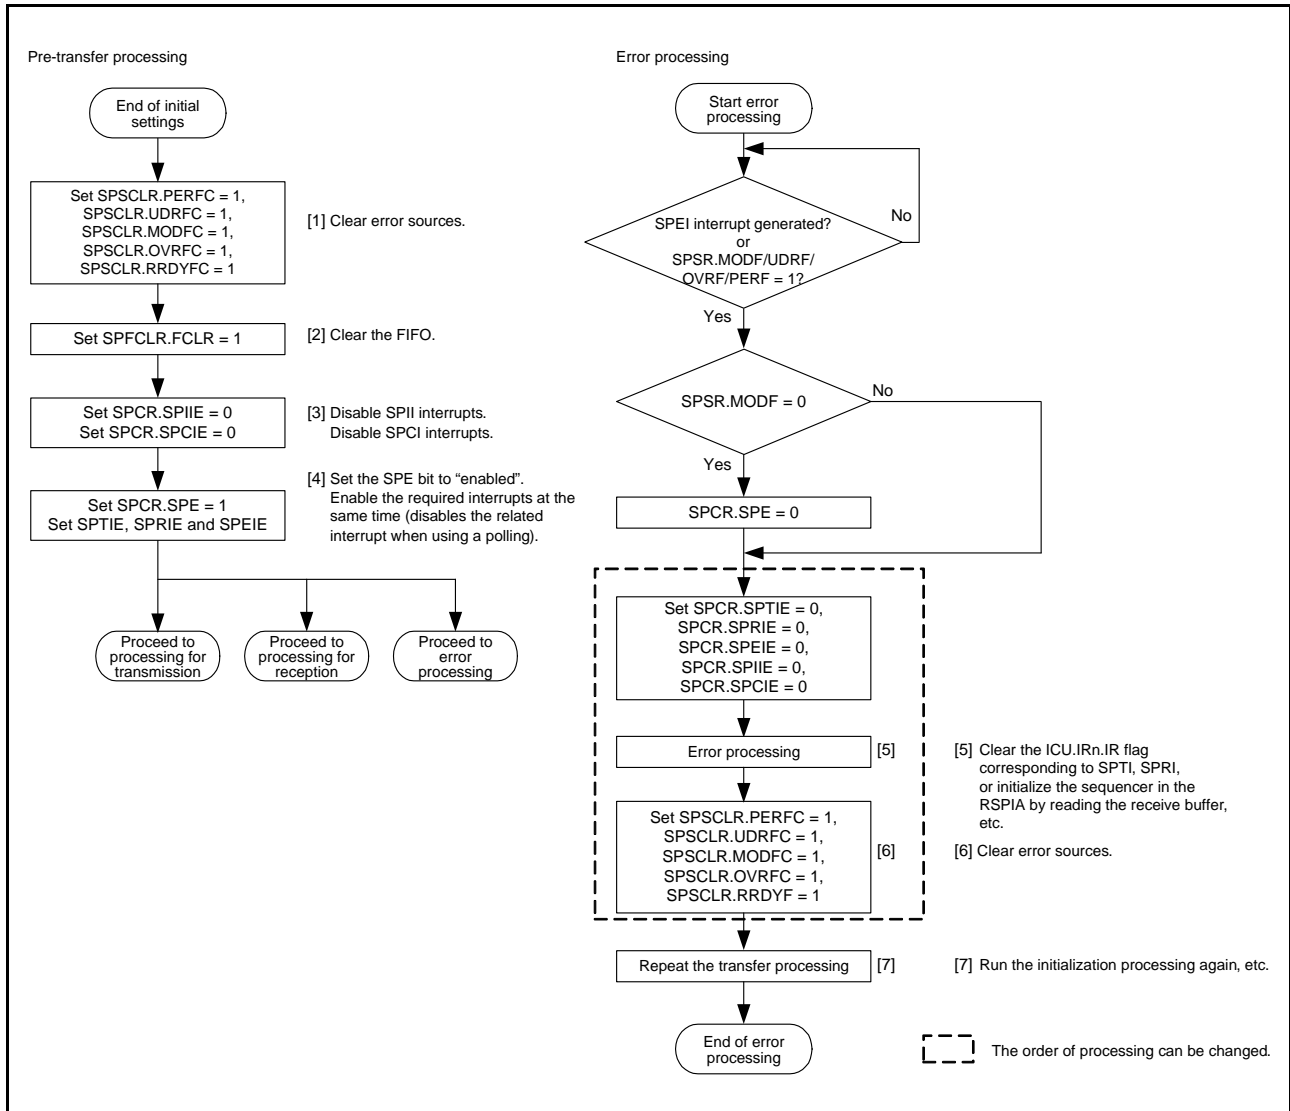 Pre-transfer processing
End of initial
settings
Set SPSCLR.PERFC = 1,
SPSCLR.UDRFC = 1,
SPSCLR.MODFC = 1,
SPSCLR.OVRFC = 1,
SPSCLR.RRDYFC = 1
[1] Clear error sources.
Set SPFCLR.FCLR = 1
[2] Clear the FIFO.
Set SPCR.SPIIE = 0
Set SPCR.SPCIE = 0
[3] Disable SPII interrupts.
Disable SPCI interrupts.
Set SPCR.SPE = 1
Set SPTIE, SPRIE and SPEIE
[4] Set the SPE bit to “enabled”.
Enable the required interrupts at the
same time (disables the related
interrupt when using a polling).
Proceed to
processing for
transmission
Proceed to
processing for
reception
Proceed to
error
processing
Error processing
Start error
processing
SPEI interrupt generated?
or
SPSR.MODF/UDRF/
OVRF/PERF = 1?
No
Yes
SPSR.MODF = 0
No
Yes
SPCR.SPE = 0
Set SPCR.SPTIE = 0,
SPCR.SPRIE = 0,
SPCR.SPEIE = 0,
SPCR.SPIIE = 0,
SPCR.SPCIE = 0
Error processing
[5]
[5] Clear the ICU.IRn.IR flag
corresponding to SPTI, SPRI,
or initialize the sequencer in the
RSPIA by reading the receive buffer,
etc.
Set SPSCLR.PERFC = 1,
SPSCLR.UDRFC = 1,
SPSCLR.MODFC = 1,
SPSCLR.OVRFC = 1,
SPSCLR.RRDYF = 1
[6]
[6] Clear error sources.
Repeat the transfer processing
[7]
[7] Run the initialization processing again, etc.
End of error
processing
The order of processing can be changed.